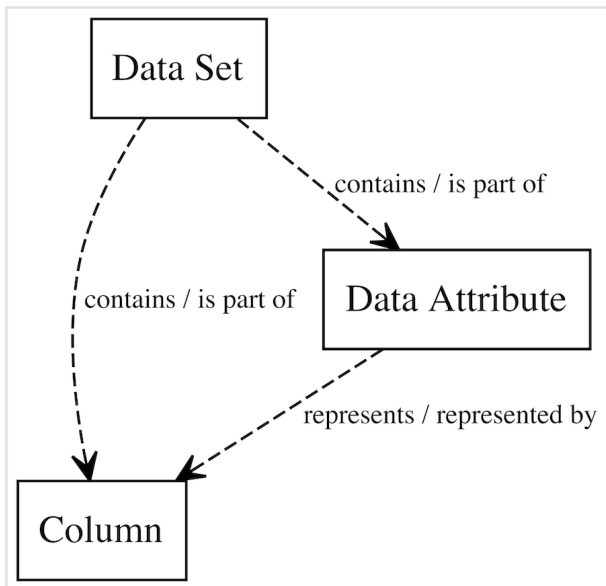 Data Set
contains / is part of
contains / is part of
Data Attribute
represents / represented by
Column